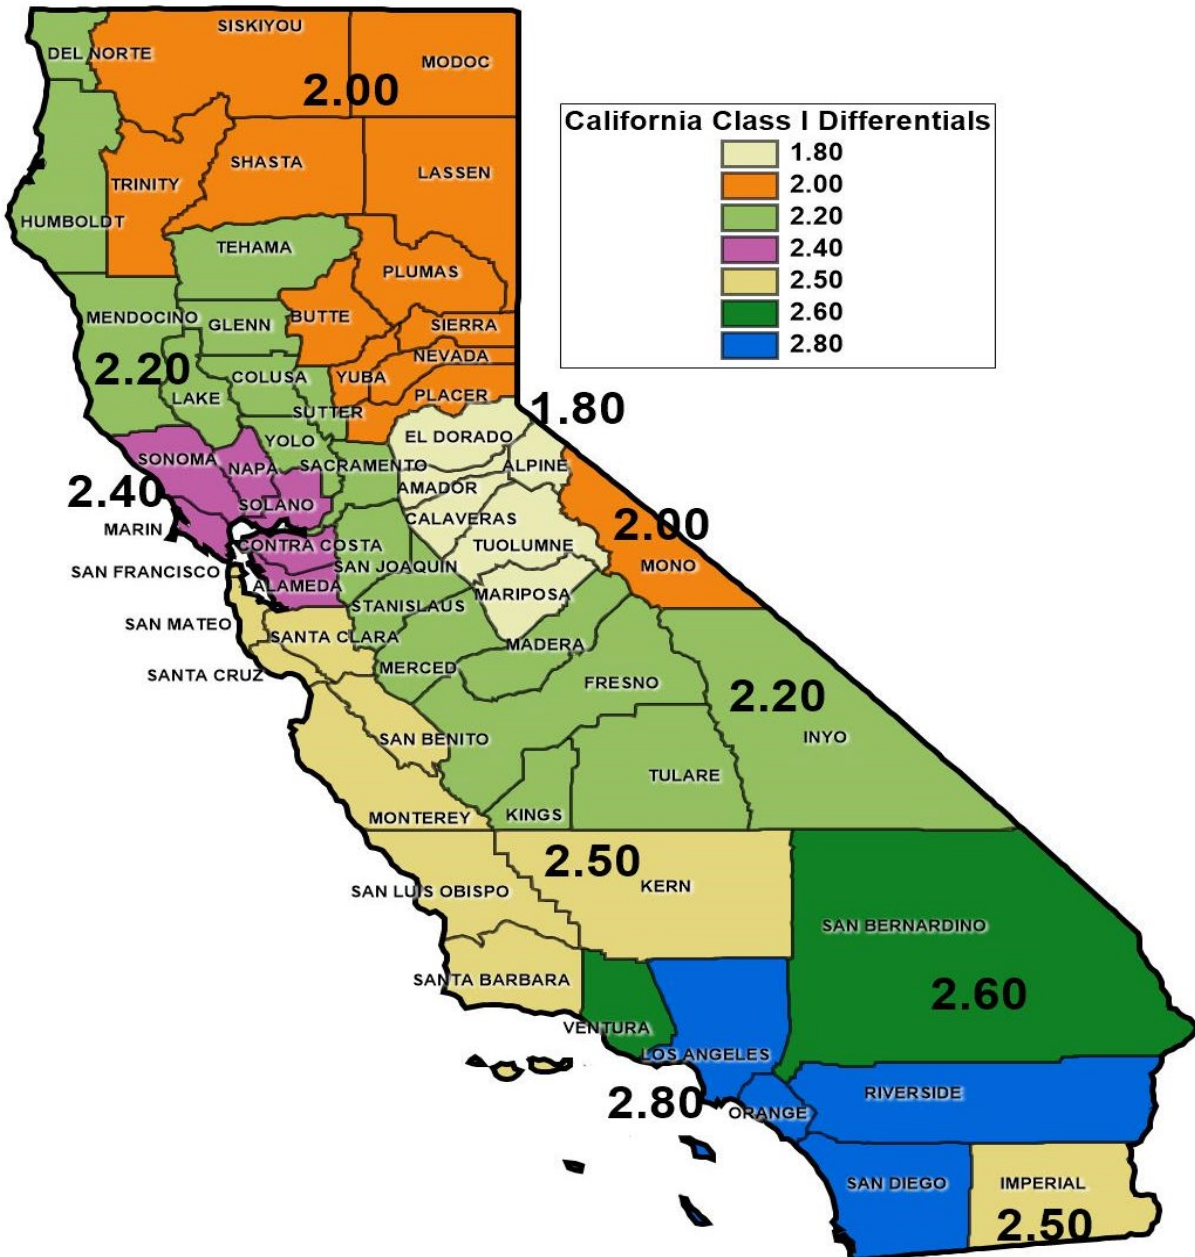 SISKIYOU
DEL NORTE
MODOC
2.00
California Class I Differentials
1.80
2.00
2.20
2.40
2.50
2.60
2.80
SHASTA
LASSEN
TRINITY
HUMBOLDT
TEHAMA
PLUMAS
MENDOCINO
GLENN
BUTTE
SIERRA
NEVADA
2.20
COLUSA
YUBA
LAKE
PLACER
SUTTER
1.80
YOLO
EL DORADO
SONOMA
NAPA
SACRAMENTO
ALPINE
2.40
AMADOR
SOLANO
CALAVERAS
2.00
MARIN
CONTRA COSTA
TUOLUMNE
SAN JOAQUIN
MONO
SAN FRANCISCO
ALAMEDA
MARIPOSA
STANISLAUS
SAN MATEO
SANTA CLARA
MADERA
MERCED
SANTA CRUZ
FRESNO
2.20
SAN BENITO
INYO
TULARE
KINGS
MONTEREY
2.50
KERN
SAN LUIS OBISPO
SAN BERNARDINO
SANTA BARBARA
2.60
VENTURA
LOS ANGELES
RIVERSIDE
2.80
ORANGE
SAN DIEGO
IMPERIAL
2.50